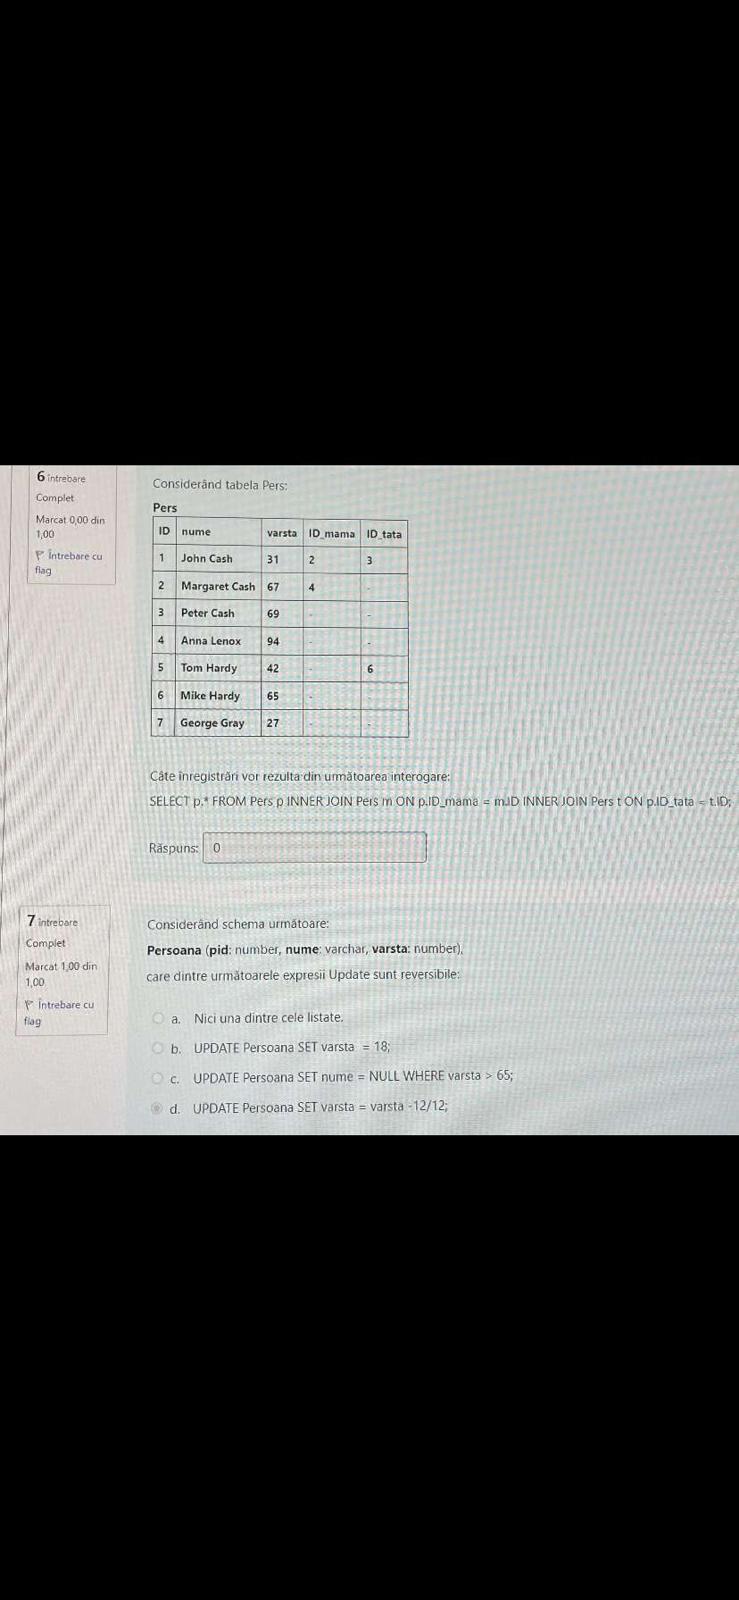 6 întrebare
Complet
Marcat 0,00 din
1,00
Întrebare cu
flag
Considerând tabela Pers:
Pers
ID nume varsta ID_mama ID_tata
1 John Cash 31 2 3
2 Margaret Cash 67 4 -
3 Peter Cash 69 - -
4 Anna Lenox 94 - -
5 Tom Hardy 42 - 6
6 Mike Hardy 65 -
7 George Gray 27 - -
Câte înregistrări vor rezulta din următoarea interogare:
SELECT p.* FROM Pers p INNER JOIN Pers m ON p.ID_mama = m.ID INNER JOIN Pers t ON p.ID_tata = t.ID;
Răspuns: 0
7 întrebare
Complet
Marcat 1,00 din
1,00
Întrebare cu
flag
Considerând schema următoare:
Persoana (pid: number, nume: varchar, varsta: number),
care dintre următoarele expresii Update sunt reversibile:
a. Nici una dintre cele listate.
b. UPDATE Persoana SET varsta = 18;
c. UPDATE Persoana SET nume = NULL WHERE varsta > 65;
d. UPDATE Persoana SET varsta = varsta -12/12;